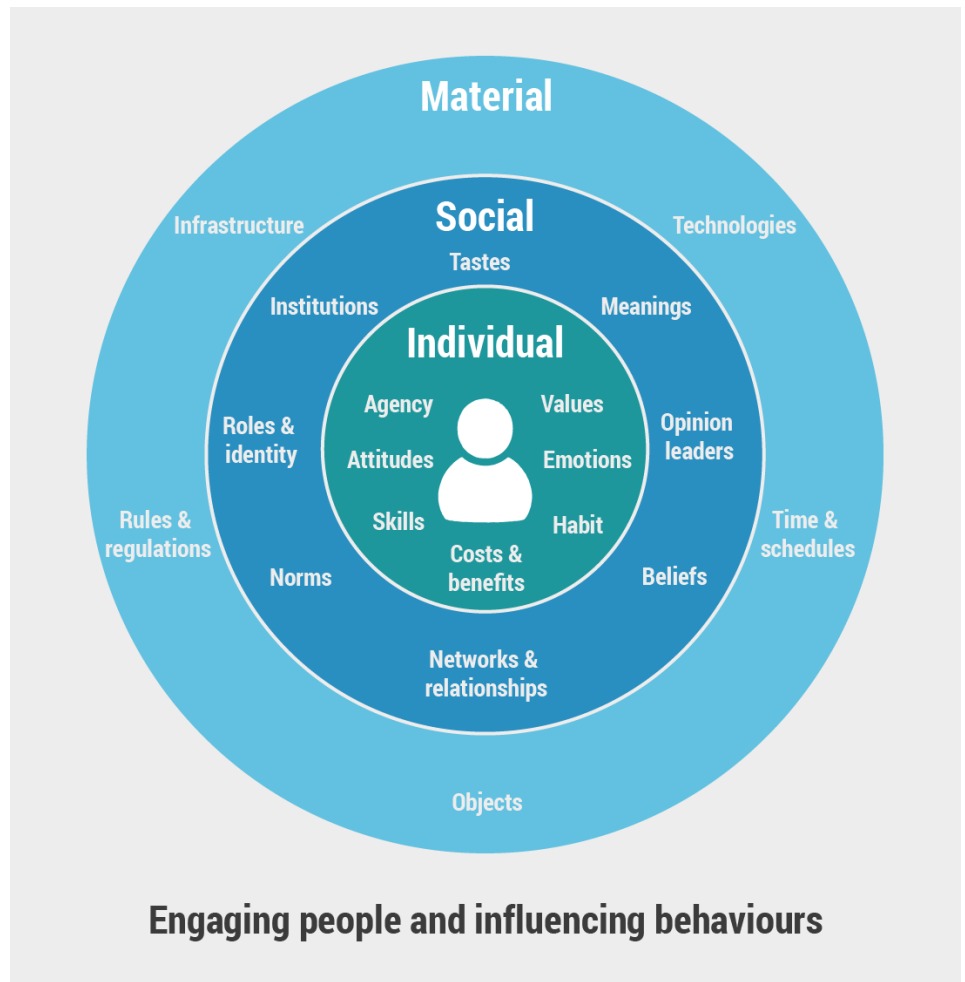 Material
Infrastructure
Technologies
Social
Tastes
Institutions
Meanings
Individual
Agency
Values
Roles &
identity
Opinion
leaders
Attitudes
Emotions
Skills
Habit
Rules &
regulations
Time &
schedules
Costs &
benefits
Norms
Beliefs
Networks &
relationships
Objects
Engaging people and influencing behaviours